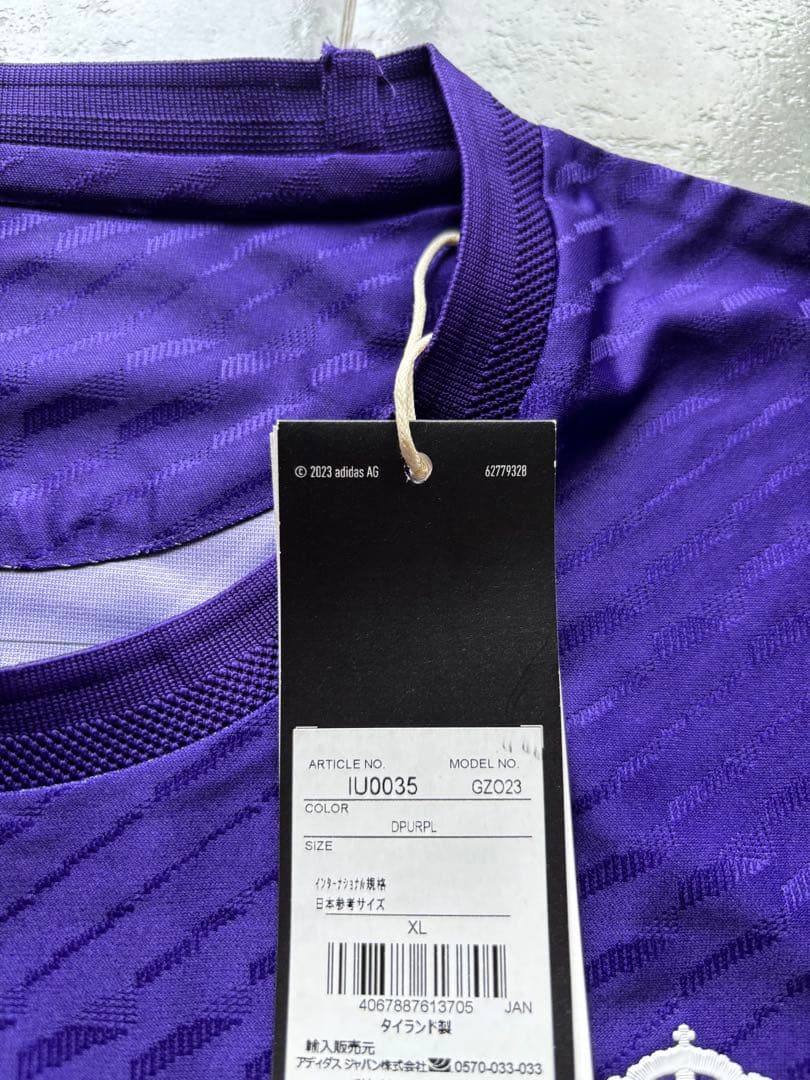 © 2023 adidas AG 62779328
ARTICLE NO. MODEL NO.
IU0035 GZO23
COLOR
DPURPL
SIZE
インターナショナル規格
日本参考サイズ
XL
4067887613705 JAN
タイランド製
輸入販売元
アディダス ジャパン株式会社 0570-033-033